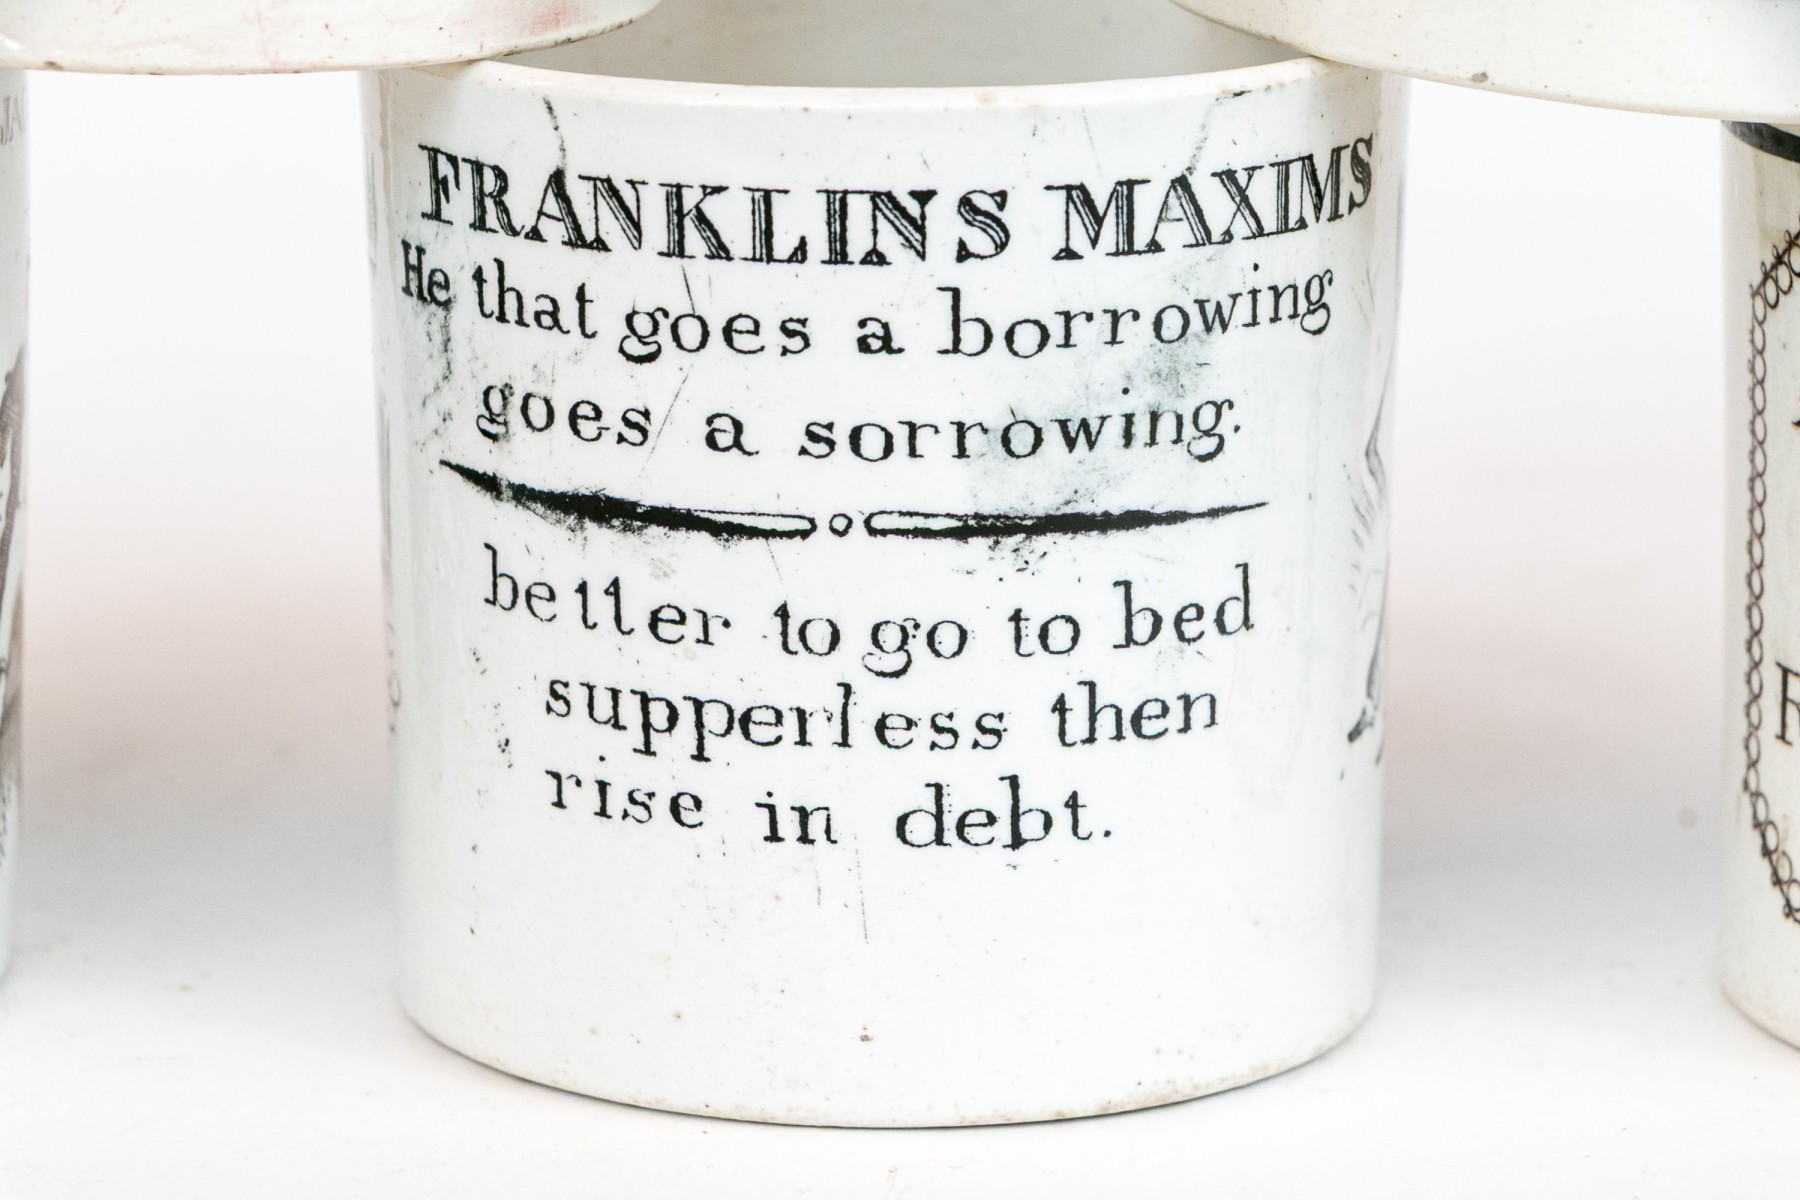 FRANKLINS MAXIMS
He that goes a borrowing
goes a sorrowing.
better to go to bed
supperless then
rise in debt.